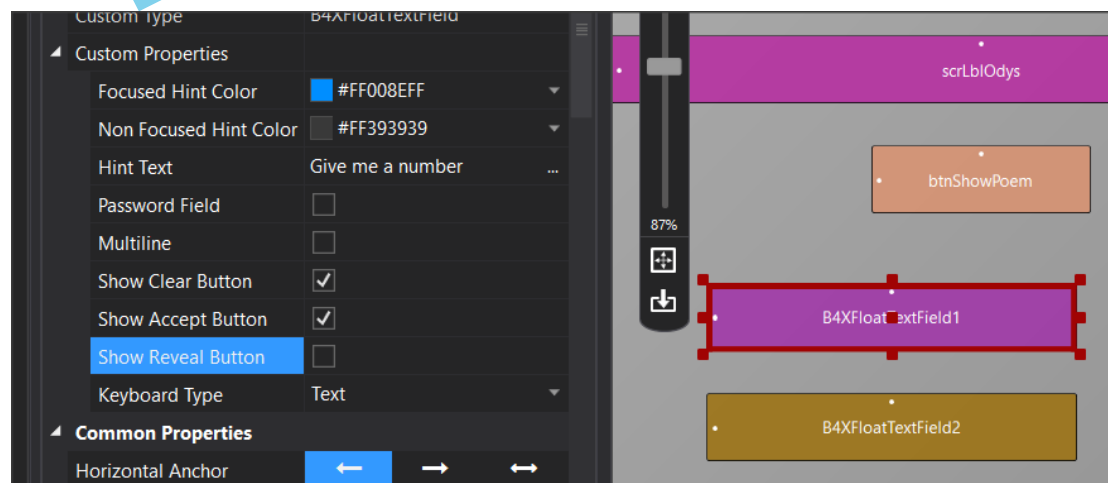 Custom Type B4XFloatTextField
Custom Properties
Focused Hint Color #FF008EFF
Non Focused Hint Color #FF393939
Hint Text Give me a number ...
Password Field
Multiline
Show Clear Button
Show Accept Button
Show Reveal Button
Keyboard Type Text
Common Properties
Horizontal Anchor
87%
scrLblOdys
btnShowPoem
B4XFloatTextField1
B4XFloatTextField2